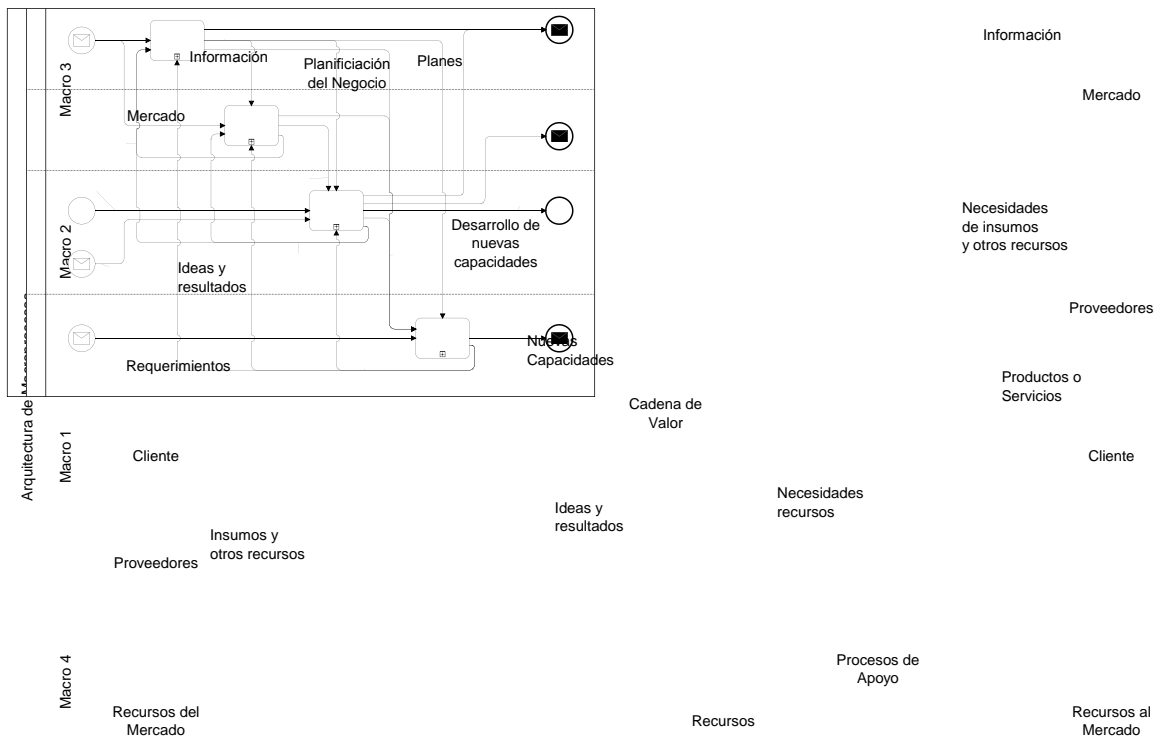 Información
Información
Planificiación
del Negocio
Planes
Macro 3
Mercado
Mercado
Necesidades
de insumos
y otros recursos
Desarrollo de
nuevas
capacidades
Macro 2
Ideas y
resultados
Proveedores
Nuevas
Capacidades
Requerimientos
Productos o
Servicios
Cadena de
Valor
Arquitectura de Macroprocesos
Macro 1
Cliente
Cliente
Necesidades
recursos
Ideas y
resultados
Insumos y
otros recursos
Proveedores
Macro 4
Procesos de
Apoyo
Recursos del
Mercado
Recursos
Recursos al
Mercado